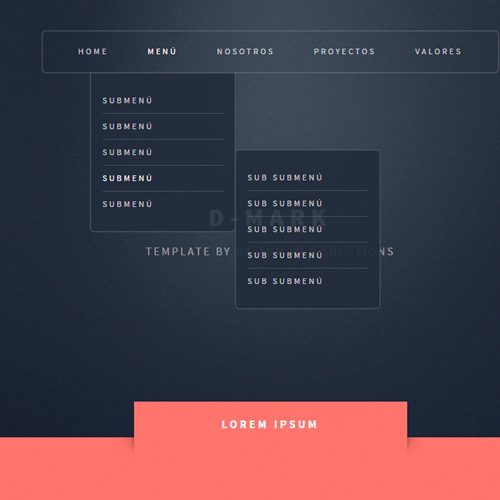 HOME MENÚ NOSOTROS PROYECTOS VALORES
SUBMENÚ
SUBMENÚ
SUBMENÚ
SUBMENÚ
SUBMENÚ
SUB SUBMENÚ
SUB SUBMENÚ
SUB SUBMENÚ
SUB SUBMENÚ
SUB SUBMENÚ
D-MARK
TEMPLATE BY SOLUTIONS
LOREM IPSUM